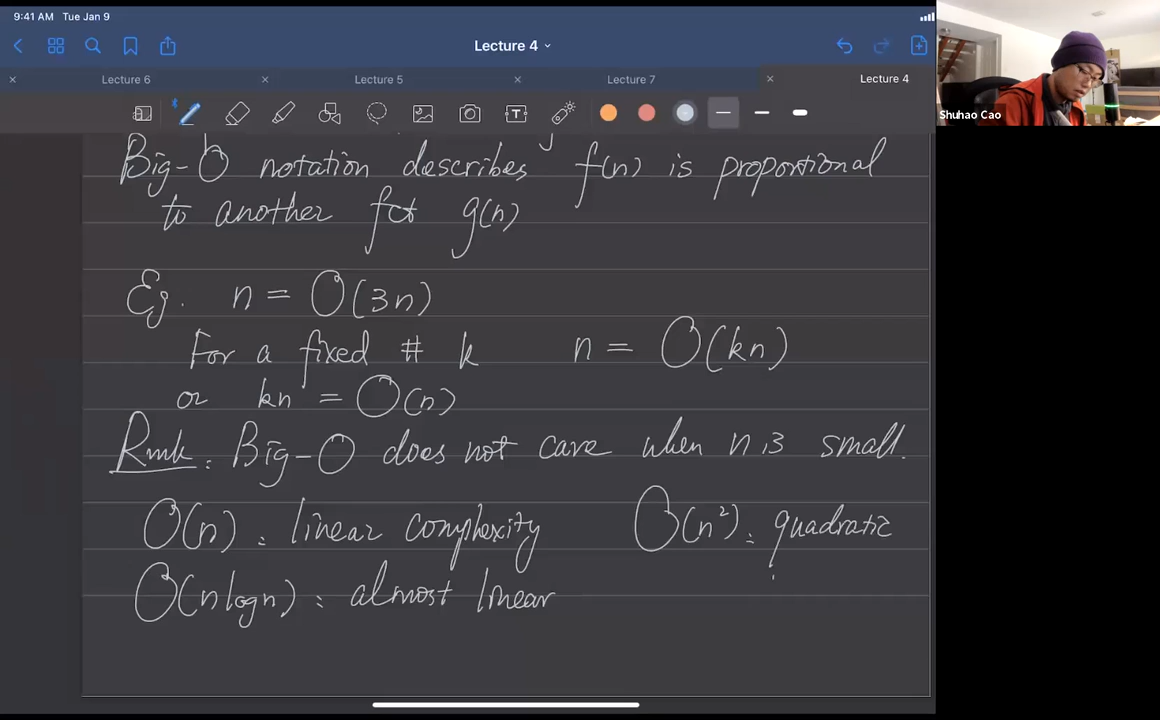 9:41 AM Tue Jan 9
Lecture 4
Lecture 6
Lecture 5
Lecture 7
Lecture 4
Shuhao Cao
Big-O notation describes f(n) is proportional
to another fct g(n)
Eg. n = O(3n)
For a fixed # k n = O(kn)
or kn = O(n)
Rmk: Big-O does not care when n is small.
O(n): linear complexity O(n²): quadratic
O(n log n): almost linear